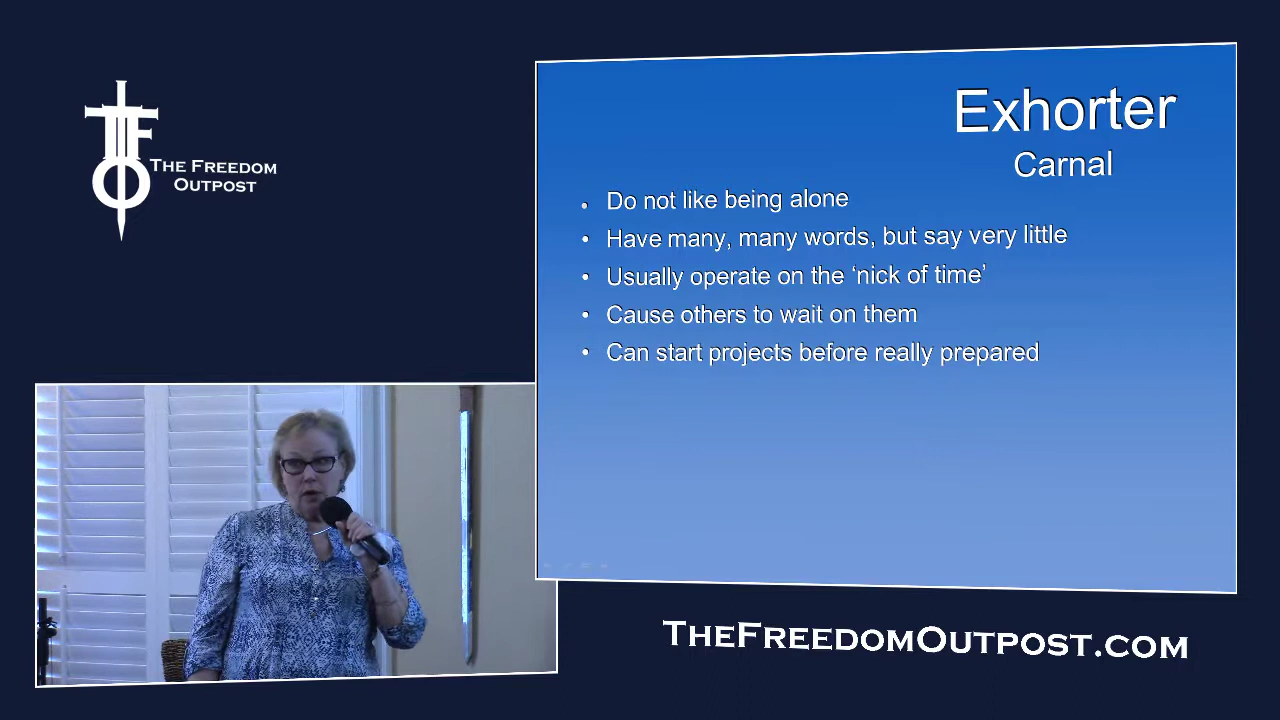 TFO
THE FREEDOM
OUTPOST
Exhorter
Carnal
• Do not like being alone
• Have many, many words, but say very little
• Usually operate on the ‘nick of time’
• Cause others to wait on them
• Can start projects before really prepared
THEFREEDOMOUTPOST.COM